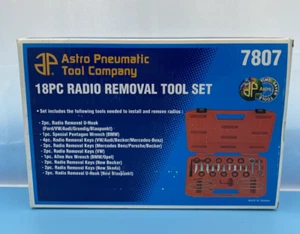 Astro Pneumatic
Tool Company
7807
18PC RADIO REMOVAL TOOL SET
• Set includes the following tools needed to install and remove radios:
- 2pc. Radio Removal U-Hook
(Ford/VW/Audi/Grundig/Blaupunkt)
- 1pc. Special Pentagon Wrench (BMW)
- 4pc. Radio Removal Keys (VW/Audi/Becker/Mercedes-Benz)
- 2pc. Radio Removal Keys (Mercedes-Benz/Porsche/Becker)
- 2pc. Radio Removal Keys (VW)
- 1pc. Allen Hex Wrench (BMW/Opel)
- 2pc. Radio Removal Keys (New Becker)
- 2pc. Radio Removal Keys (New Skoda)
- 2pc. Radio Removal U-Hook (New Blaupunkt)